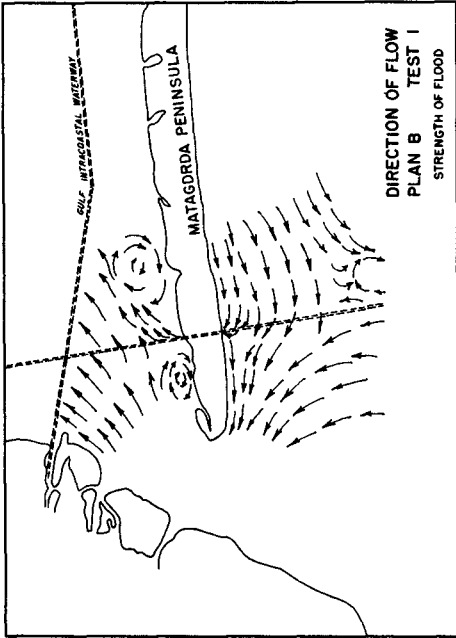 GULF INTRACOASTAL WATERWAY
MATAGORDA PENINSULA
DIRECTION OF FLOW
PLAN B TEST I
STRENGTH OF FLOOD